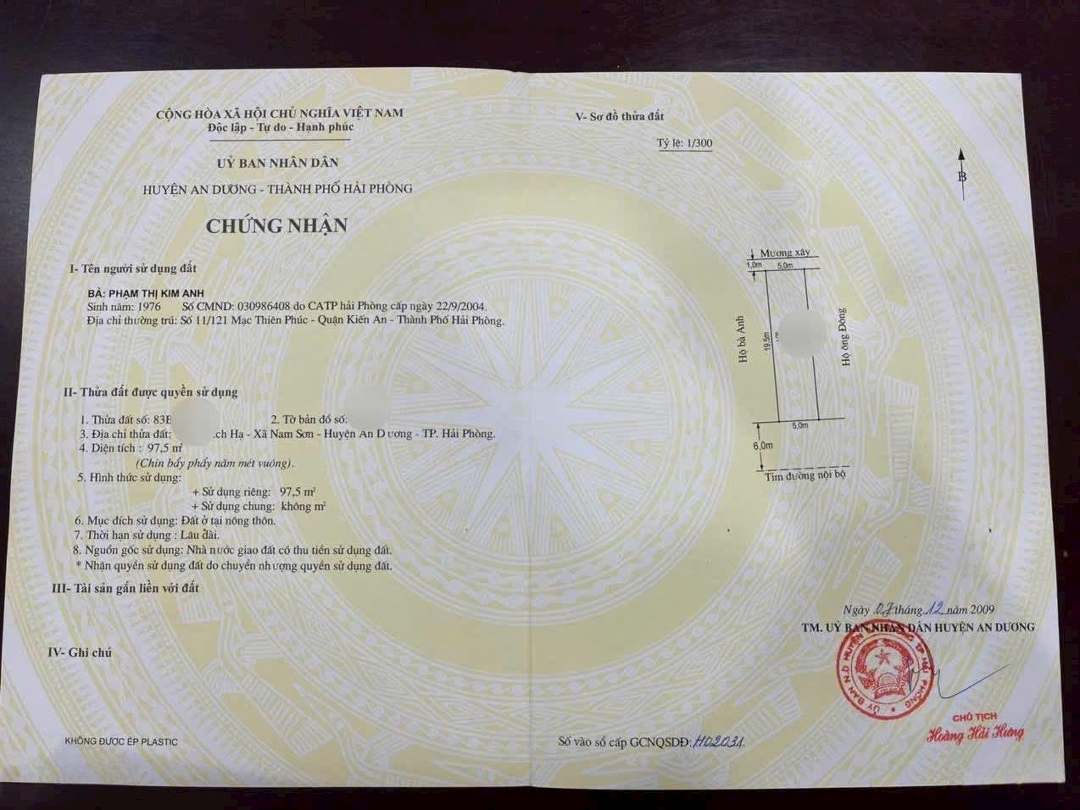 CỘNG HÒA XÃ HỘI CHỦ NGHĨA VIỆT NAM
Độc lập - Tự do - Hạnh phúc
UỶ BAN NHÂN DÂN
HUYỆN AN DƯƠNG - THÀNH PHỐ HẢI PHÒNG
CHỨNG NHẬN
I- Tên người sử dụng đất
BÀ: PHẠM THỊ KIM ANH
Sinh năm: 1976 Số CMND: 030986408 do CATP hải Phòng cấp ngày 22/9/2004.
Địa chỉ thường trú: Số 11/121 Mạc Thiên Phúc - Quận Kiến An - Thành Phố Hải Phòng.
II- Thửa đất được quyền sử dụng
1. Thửa đất số: 83B 2. Tờ bản đồ số:
3. Địa chỉ thửa đất: ch Hạ - Xã Nam Sơn - Huyện An Dương - TP. Hải Phòng.
4. Diện tích : 97,5 m²
(Chín bẩy phẩy năm mét vuông).
5. Hình thức sử dụng:
+ Sử dụng riêng: 97,5 m²
+ Sử dụng chung: không m²
6. Mục đích sử dụng: Đất ở tại nông thôn.
7. Thời hạn sử dụng : Lâu dài.
8. Nguồn gốc sử dụng: Nhà nước giao đất có thu tiền sử dụng đất.
* Nhận quyền sử dụng đất do chuyển nhượng quyền sử dụng đất.
III- Tài sản gắn liền với đất
IV- Ghi chú
KHÔNG ĐƯỢC ÉP PLASTIC
V- Sơ đồ thửa đất
Tỷ lệ: 1/300
B
Mương xây
1,0m 5,0m
Hộ bà Anh
19,5m
Hộ ông Đông
5,0m
6,0m
Tim đường nội bộ
Ngày 07 tháng 12 năm 2009
TM. UỶ BAN NHÂN DÂN HUYỆN AN DƯƠNG
CHỦ TỊCH
Hoàng Hải Hưng
Số vào sổ cấp GCNQSDĐ: H02031.